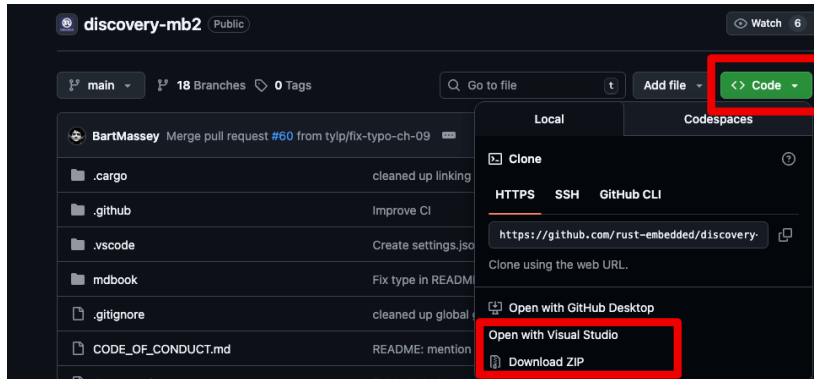 discovery-mb2 Public
Watch 6
main
18 Branches
0 Tags
Go to file t
Add file
<> Code
Local
Codespaces
BartMassey Merge pull request #60 from tylp/fix-typo-ch-09
Clone
.cargo
cleaned up linking
HTTPS SSH GitHub CLI
.github
Improve CI
https://github.com/rust-embedded/discovery-
.vscode
Create settings.jso
Clone using the web URL.
mdbook
Fix type in READM
Open with GitHub Desktop
.gitignore
cleaned up global
Open with Visual Studio
CODE_OF_CONDUCT.md
README: mention
Download ZIP